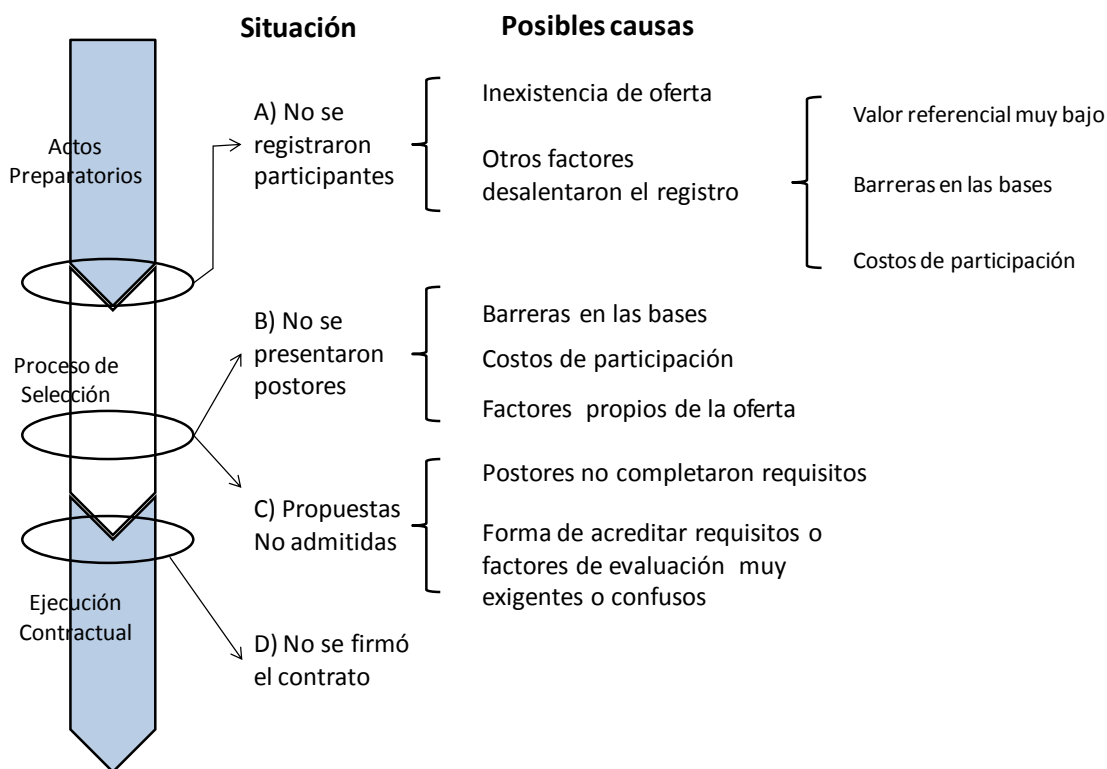 Situación
Posibles causas
Actos
Preparatorios
A) No se
registraron
participantes
Inexistencia de oferta
Otros factores
desalentaron el registro
Valor referencial muy bajo
Barreras en las bases
Costos de participación
Proceso de
Selección
B) No se
presentaron
postores
Barreras en las bases
Costos de participación
Factores propios de la oferta
C) Propuestas
No admitidas
Postores no completaron requisitos
Forma de acreditar requisitos o
factores de evaluación muy
exigentes o confusos
Ejecución
Contractual
D) No se firmó
el contrato